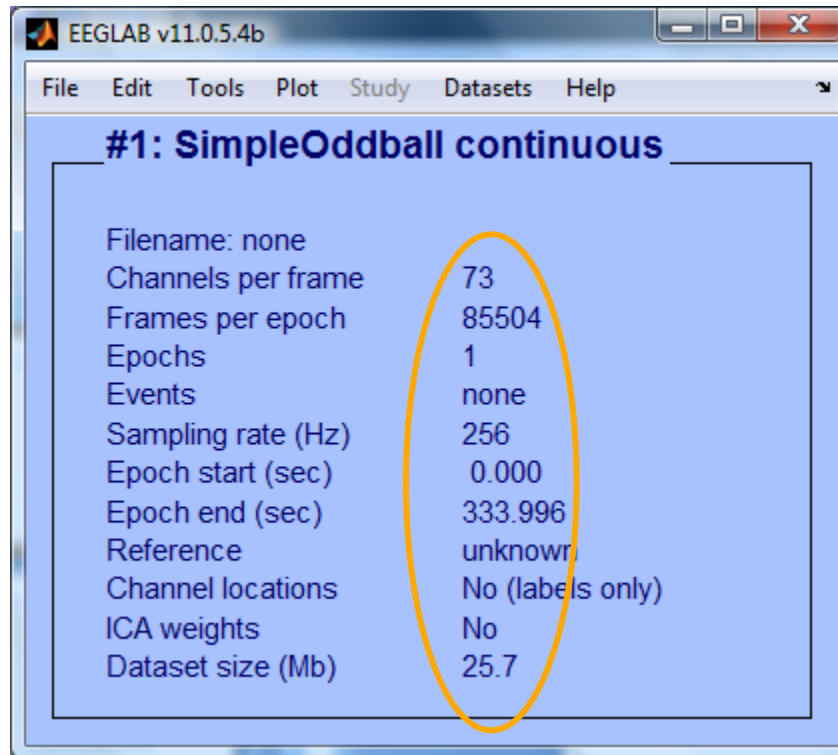 EEGLAB v11.0.5.4b
File Edit Tools Plot Study Datasets Help
#1: SimpleOddball continuous
Filename: none
Channels per frame 73
Frames per epoch 85504
Epochs 1
Events none
Sampling rate (Hz) 256
Epoch start (sec) 0.000
Epoch end (sec) 333.996
Reference unknown
Channel locations No (labels only)
ICA weights No
Dataset size (Mb) 25.7